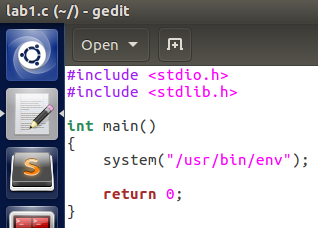 lab1.c (~/) - gedit
Open
#include <stdio.h>
#include <stdlib.h>
int main()
{
    system("/usr/bin/env");
    return 0;
}